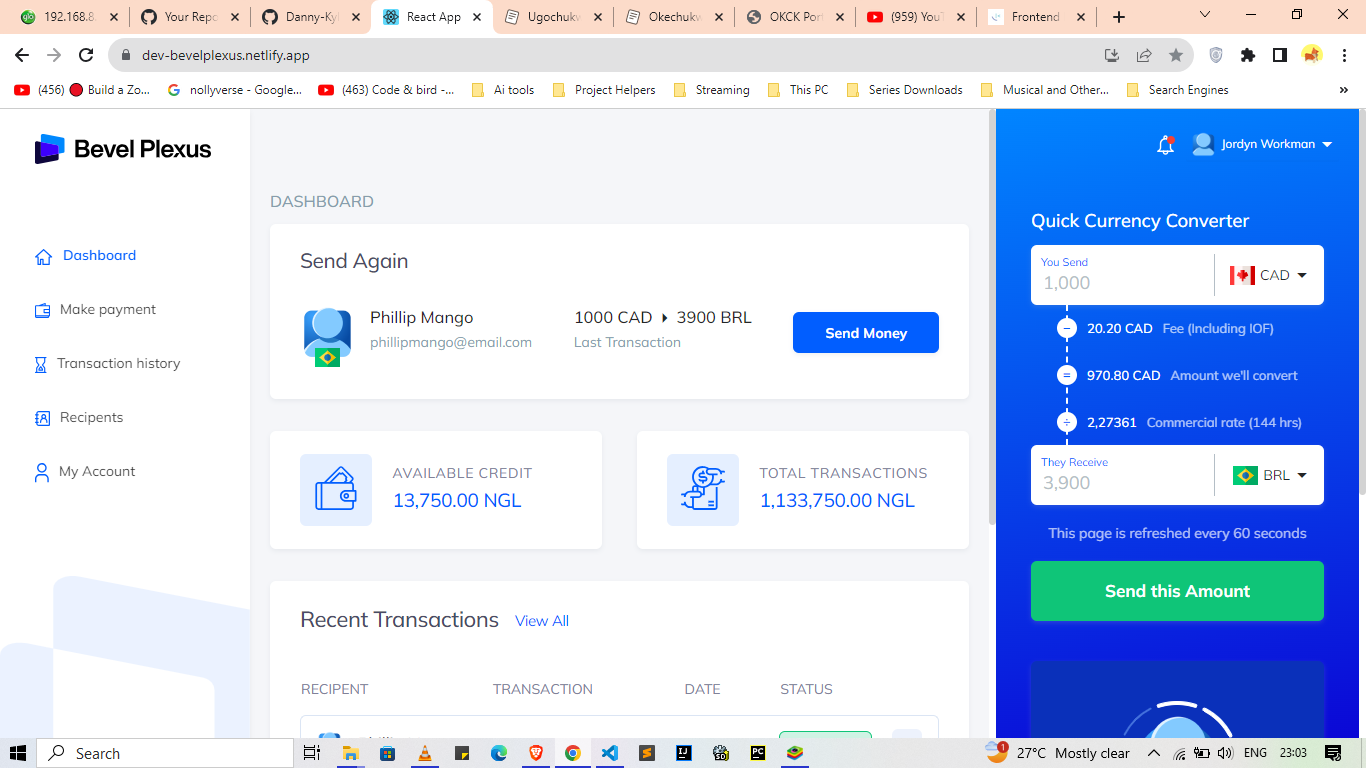 192.168.8
Your Repo
Danny-Kyl
React App
Ugochukw
Okechukw
OKCK Port
(959) YouT
Frontend
dev-bevelplexus.netlify.app
(456)
Build a Zo...
nollyverse - Google...
(463) Code & bird -...
Ai tools
Project Helpers
Streaming
This PC
Series Downloads
Musical and Other...
Search Engines
»
Bevel Plexus
Dashboard
Make payment
Transaction history
Recipents
My Account
DASHBOARD
Send Again
Phillip Mango
phillipmango@email.com
1000 CAD 3900 BRL
Last Transaction
Send Money
AVAILABLE CREDIT
13,750.00 NGL
TOTAL TRANSACTIONS
1,133,750.00 NGL
Recent Transactions View All
RECIPENT TRANSACTION DATE STATUS
Jordyn Workman
Quick Currency Converter
You Send
1,000
CAD
20.20 CAD Fee (Including IOF)
970.80 CAD Amount we'll convert
2,27361 Commercial rate (144 hrs)
They Receive
3,900
BRL
This page is refreshed every 60 seconds
Send this Amount
Search
27°C Mostly clear
ENG
23:03